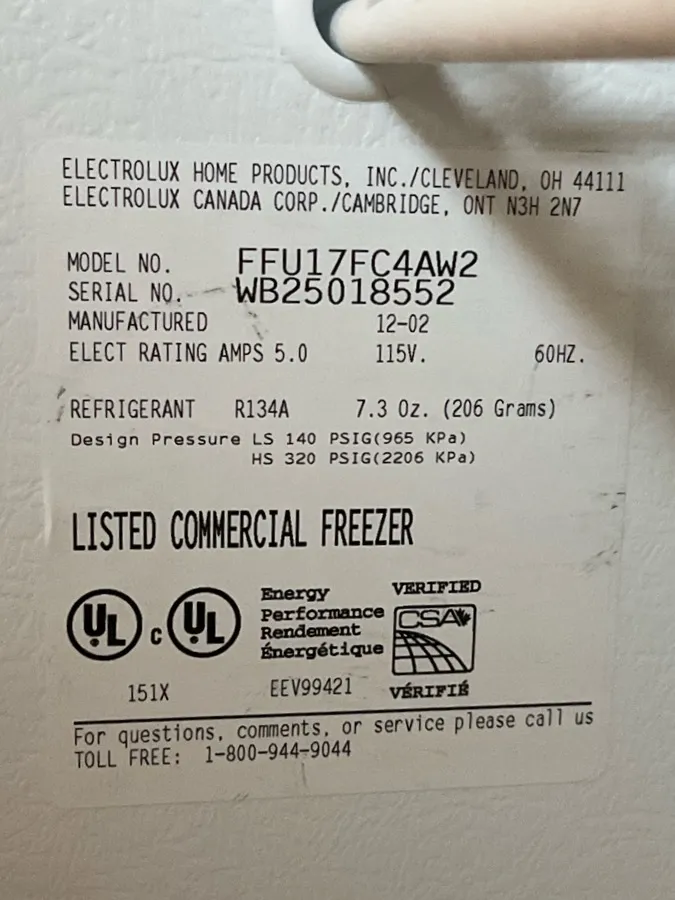 ELECTROLUX HOME PRODUCTS, INC./CLEVELAND, OH 44111
ELECTROLUX CANADA CORP./CAMBRIDGE, ONT N3H 2N7
MODEL NO. FFU17FC4AW2
SERIAL NO. WB25018552
MANUFACTURED 12-02
ELECT RATING AMPS 5.0 115V. 60HZ.
REFRIGERANT R134A 7.3 Oz. (206 Grams)
Design Pressure LS 140 PSIG(965 KPa)
HS 320 PSIG(2206 KPa)
LISTED COMMERCIAL FREEZER
UL c UL
Energy
Performance
Rendement
Énergétique
VERIFIED
CSA
VÉRIFIÉ
151X EEV99421
For questions, comments, or service please call us
TOLL FREE: 1-800-944-9044